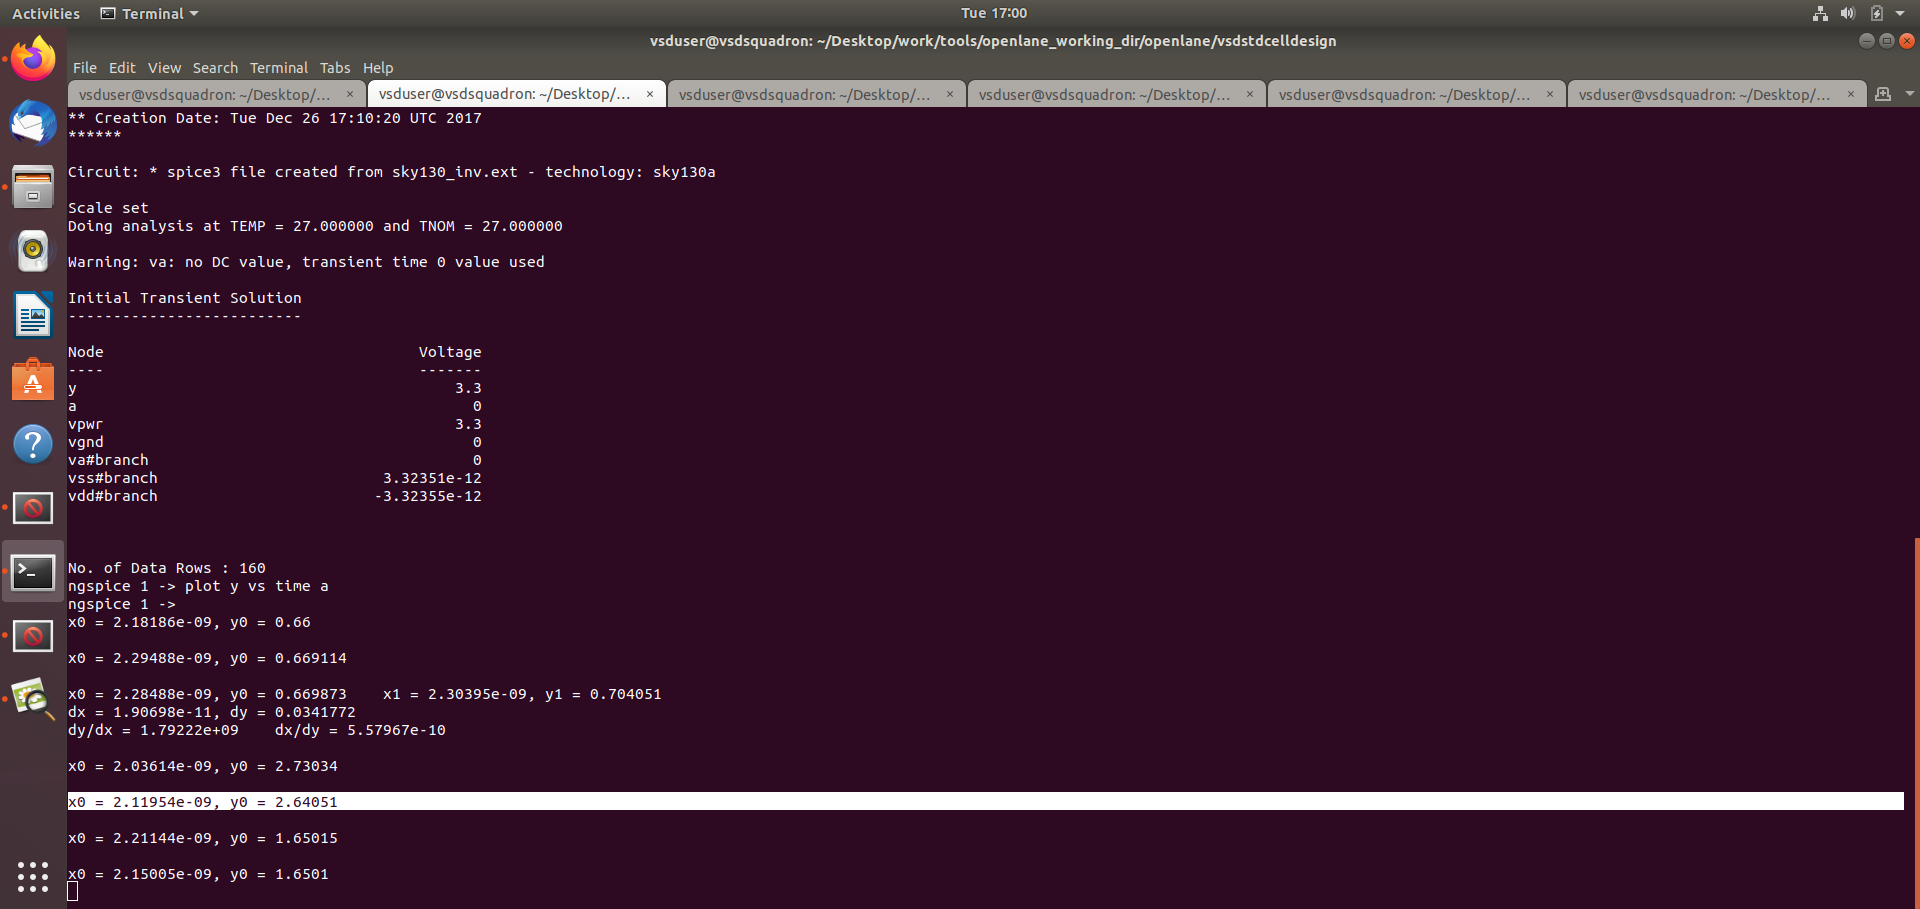 Activities Terminal Tue 17:00
vsduser@vsdsquadron: ~/Desktop/work/tools/openlane_working_dir/openlane/vsdstdcelldesign
File Edit View Search Terminal Tabs Help
vsduser@vsdsquadron: ~/Desktop/... × vsduser@vsdsquadron: ~/Desktop/... × vsduser@vsdsquadron: ~/Desktop/... × vsduser@vsdsquadron: ~/Desktop/... × vsduser@vsdsquadron: ~/Desktop/... × vsduser@vsdsquadron: ~/Desktop/... ×
** Creation Date: Tue Dec 26 17:10:20 UTC 2017
******
Circuit: * spice3 file created from sky130_inv.ext - technology: sky130a
Scale set
Doing analysis at TEMP = 27.000000 and TNOM = 27.000000
Warning: va: no DC value, transient time 0 value used
Initial Transient Solution
--------------------------
Node Voltage
---- -------
y 3.3
a 0
vpwr 3.3
vgnd 0
va#branch 0
vss#branch 3.32351e-12
vdd#branch -3.32355e-12
No. of Data Rows : 160
ngspice 1 -> plot y vs time a
ngspice 1 ->
x0 = 2.18186e-09, y0 = 0.66
x0 = 2.29488e-09, y0 = 0.669114
x0 = 2.28488e-09, y0 = 0.669873 x1 = 2.30395e-09, y1 = 0.704051
dx = 1.90698e-11, dy = 0.0341772
dy/dx = 1.79222e+09 dx/dy = 5.57967e-10
x0 = 2.03614e-09, y0 = 2.73034
x0 = 2.11954e-09, y0 = 2.64051
x0 = 2.21144e-09, y0 = 1.65015
x0 = 2.15005e-09, y0 = 1.6501